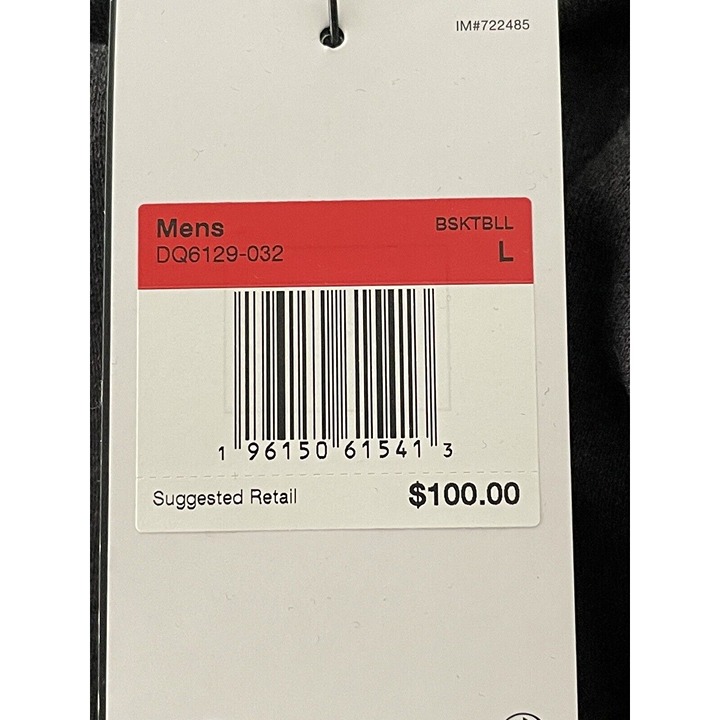 IM#722485
Mens BSKTBLL
DQ6129-032 L
1 96150 61541 3
Suggested Retail $100.00